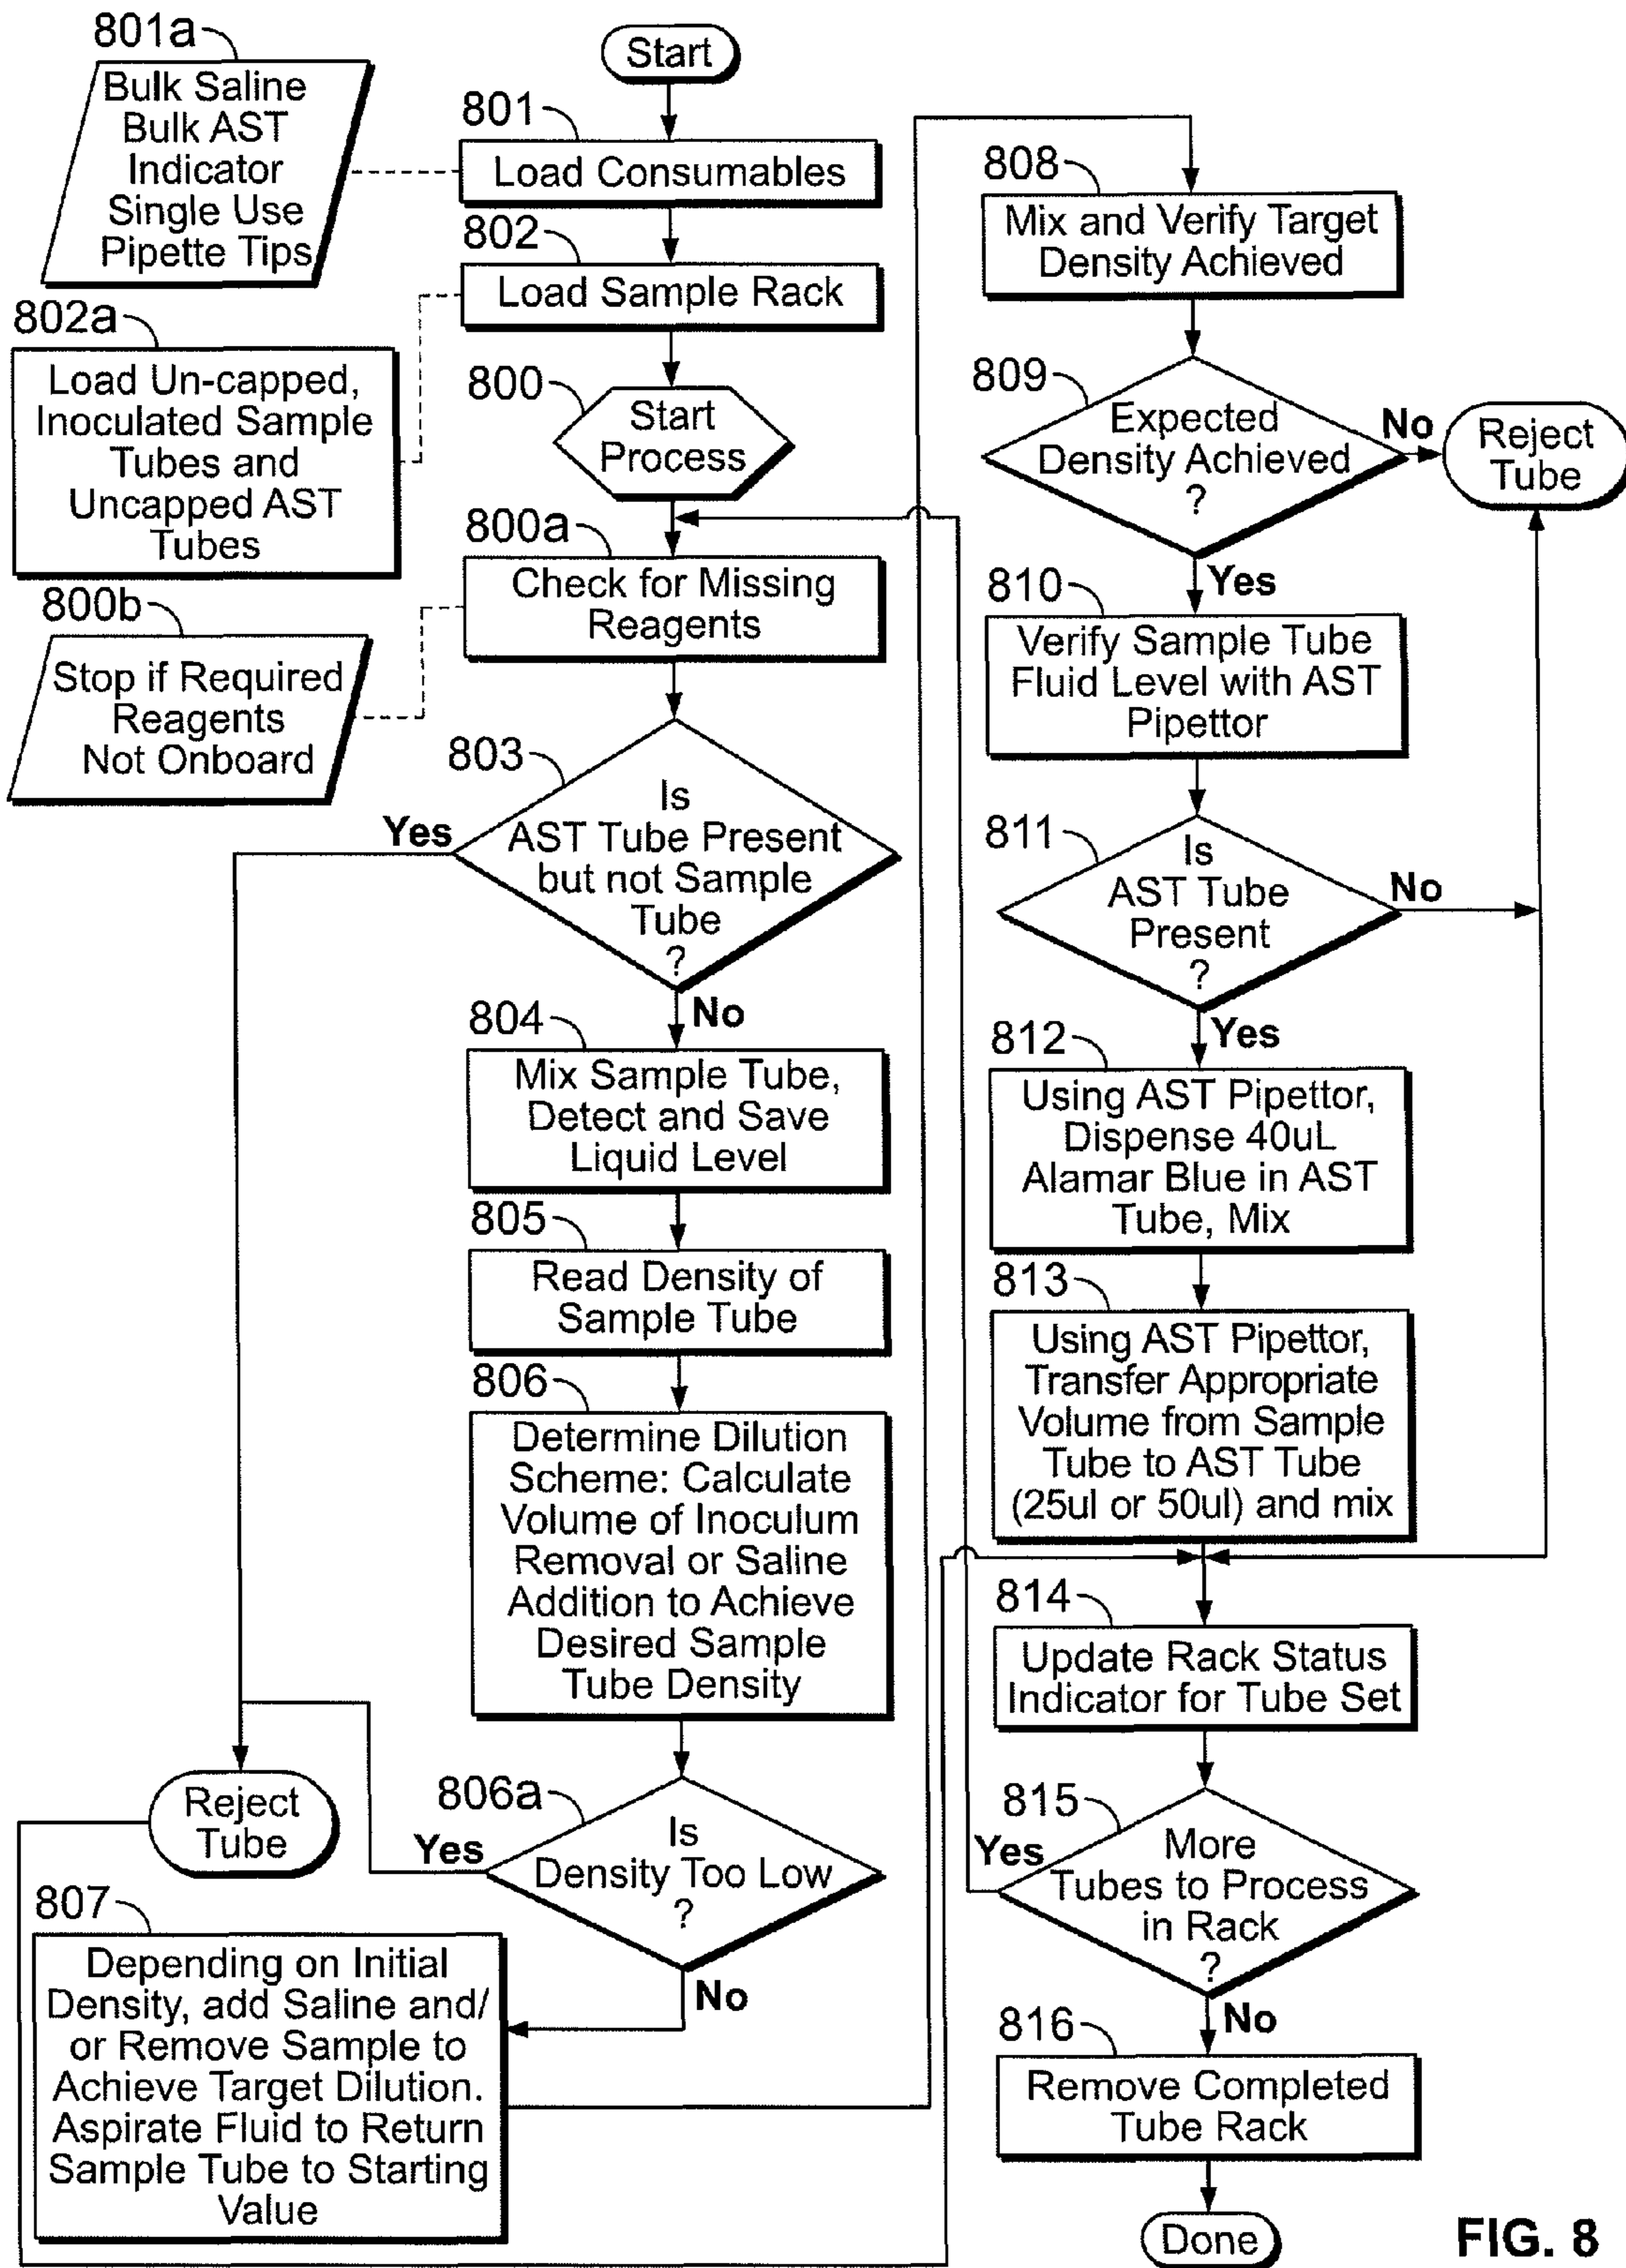 801a
Bulk Saline
Bulk AST
Indicator
Single Use
Pipette Tips
Start
801
Load Consumables
802
Load Sample Rack
802a
Load Un-capped,
Inoculated Sample
Tubes and
Uncapped AST
Tubes
800
Start
Process
800a
Check for Missing
Reagents
800b
Stop if Required
Reagents
Not Onboard
803
Is
AST Tube Present
but not Sample
Tube
?
Yes
No
804
Mix Sample Tube,
Detect and Save
Liquid Level
805
Read Density of
Sample Tube
806
Determine Dilution
Scheme: Calculate
Volume of Inoculum
Removal or Saline
Addition to Achieve
Desired Sample
Tube Density
806a
Is
Density Too Low
?
Yes
No
Reject
Tube
807
Depending on Initial
Density, add Saline and/
or Remove Sample to
Achieve Target Dilution.
Aspirate Fluid to Return
Sample Tube to Starting
Value
808
Mix and Verify Target
Density Achieved
809
Expected
Density Achieved
?
No
Reject
Tube
Yes
810
Verify Sample Tube
Fluid Level with AST
Pipettor
811
Is
AST Tube
Present
?
No
Yes
812
Using AST Pipettor,
Dispense 40uL
Alamar Blue in AST
Tube, Mix
813
Using AST Pipettor,
Transfer Appropriate
Volume from Sample
Tube to AST Tube
(25ul or 50ul) and mix
814
Update Rack Status
Indicator for Tube Set
815
More
Tubes to Process
in Rack
?
Yes
No
816
Remove Completed
Tube Rack
Done
FIG. 8